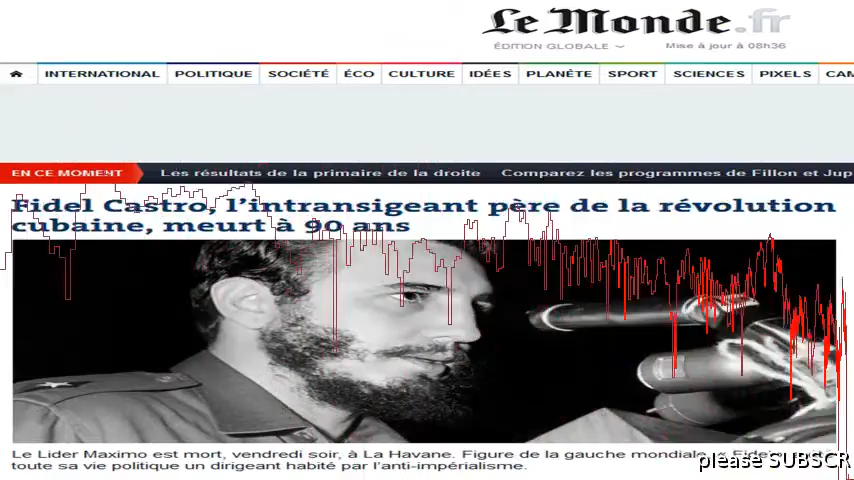 Le Monde.fr
ÉDITION GLOBALE
Mise à jour à 08h36
INTERNATIONAL POLITIQUE SOCIÉTÉ ÉCO CULTURE IDÉES PLANÈTE SPORT SCIENCES PIXELS CAM
EN CE MOMENT Les résultats de la primaire de la droite Comparez les programmes de Fillon et Jup
Fidel Castro, l'intransigeant père de la révolution
cubaine, meurt à 90 ans
Le Lider Maximo est mort, vendredi soir, à La Havane. Figure de la gauche mondiale,
toute sa vie politique un dirigeant habité par l'anti-impérialisme.
please SUBSCR